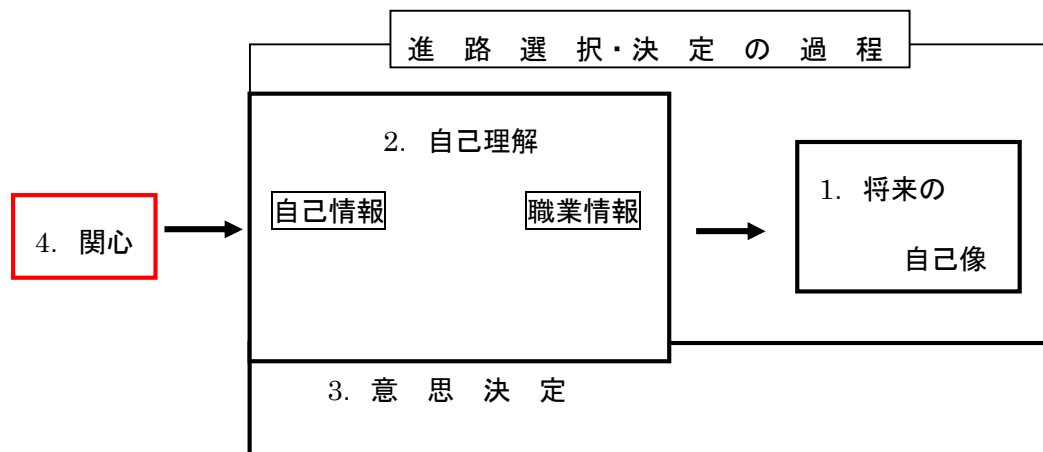 進路選択・決定の過程
2. 自己理解
自己情報
職業情報
4. 関心
1. 将来の
自己像
3. 意思決定